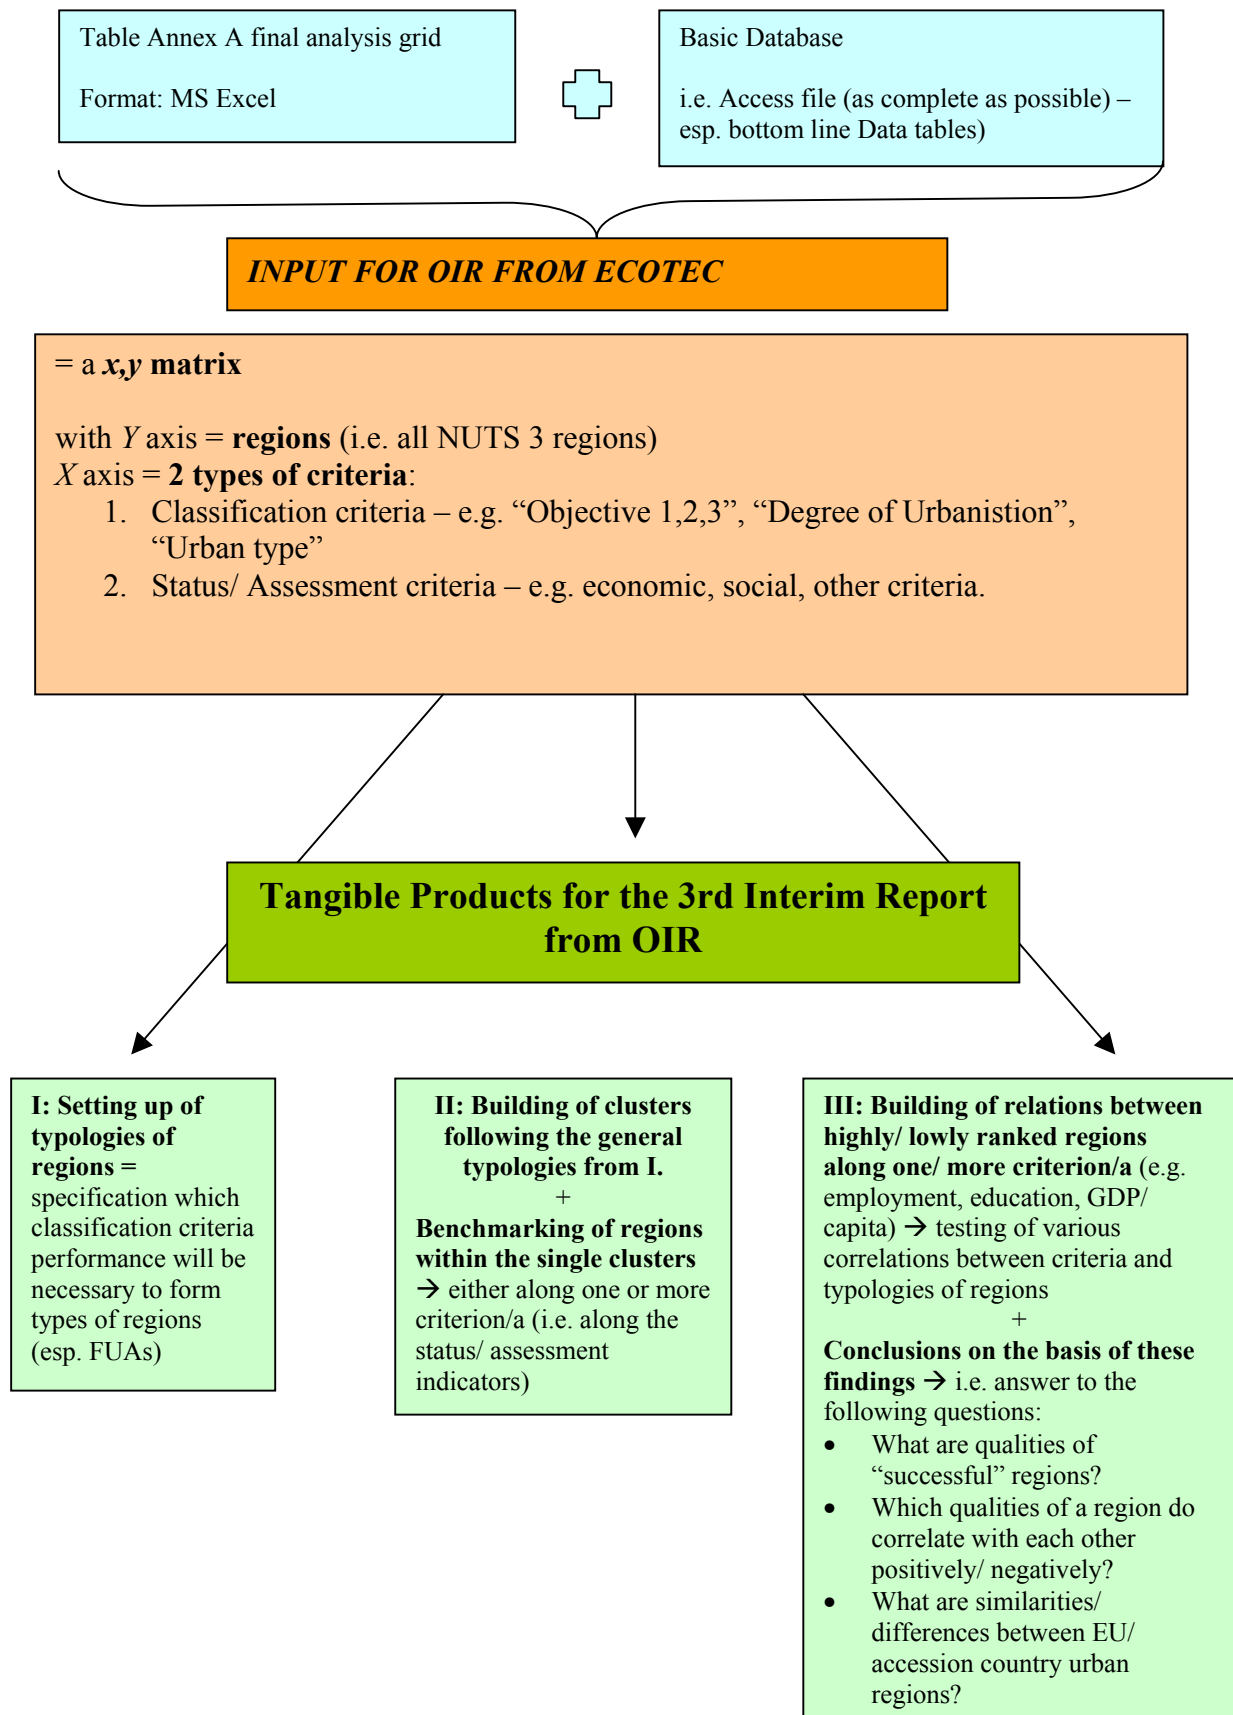 Table Annex A final analysis grid
Format: MS Excel
Basic Database
i.e. Access file (as complete as possible) –
esp. bottom line Data tables)
INPUT FOR OIR FROM ECOTEC
= a x,y matrix
with Y axis = regions (i.e. all NUTS 3 regions)
X axis = 2 types of criteria:
1. Classification criteria – e.g. “Objective 1,2,3”, “Degree of Urbanistion”,
“Urban type”
2. Status/ Assessment criteria – e.g. economic, social, other criteria.
Tangible Products for the 3rd Interim Report
from OIR
I: Setting up of
typologies of
regions =
specification which
classification criteria
performance will be
necessary to form
types of regions
(esp. FUAs)
II: Building of clusters
following the general
typologies from I.
+
Benchmarking of regions
within the single clusters
→ either along one or more
criterion/a (i.e. along the
status/ assessment
indicators)
III: Building of relations between
highly/ lowly ranked regions
along one/ more criterion/a (e.g.
employment, education, GDP/
capita) → testing of various
correlations between criteria and
typologies of regions
+
Conclusions on the basis of these
findings → i.e. answer to the
following questions:
• What are qualities of
“successful” regions?
• Which qualities of a region do
correlate with each other
positively/ negatively?
• What are similarities/
differences between EU/
accession country urban
regions?